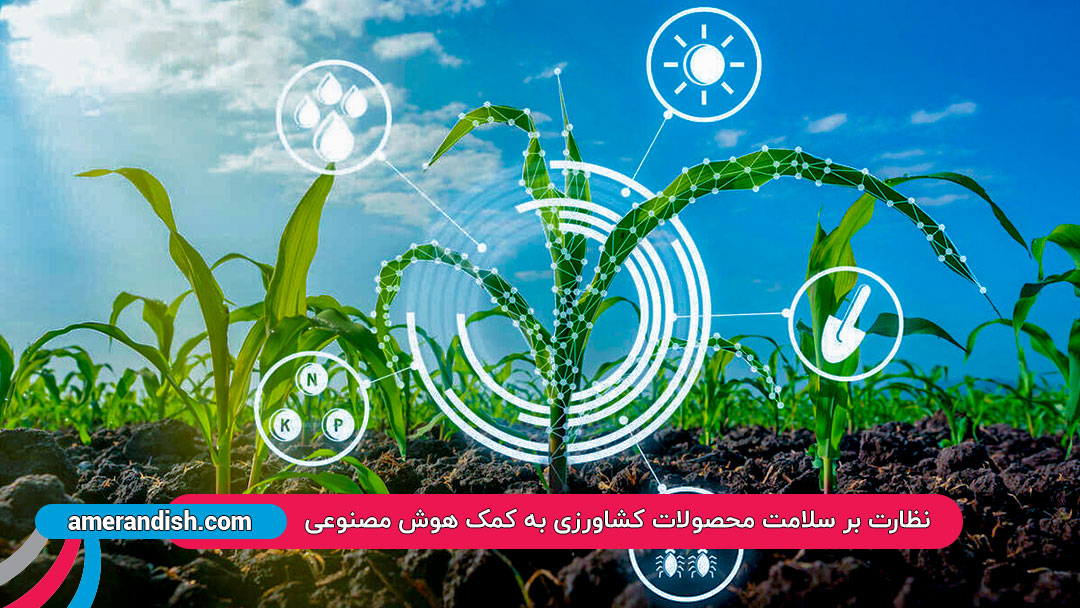 N
K P
نظارت بر سلامت محصولات کشاورزی به کمک هوش مصنوعی
amerandish.com